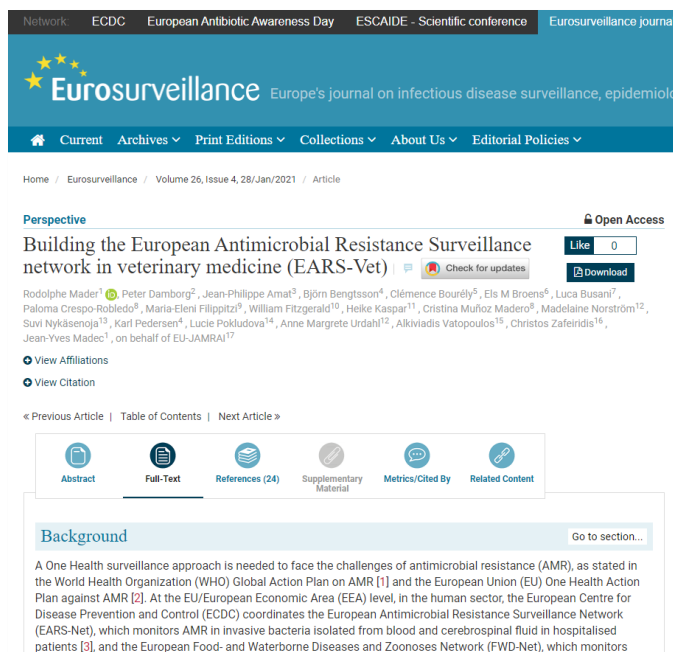 Network: ECDC European Antibiotic Awareness Day ESCAIDE - Scientific conference Eurosurveillance journa
Eurosurveillance Europe's journal on infectious disease surveillance, epidemiolo
Current Archives Print Editions Collections About Us Editorial Policies
Home / Eurosurveillance / Volume 26, Issue 4, 28/Jan/2021 / Article
Perspective Open Access
Building the European Antimicrobial Resistance Surveillance Like 0
network in veterinary medicine (EARS-Vet) Check for updates Download
Rodolphe Mader1 iD, Peter Damborg2, Jean-Philippe Amat3, Björn Bengtsson4, Clémence Bourély5, Els M Broens6, Luca Busani7,
Paloma Crespo-Robledo8, Maria-Eleni Filippitzi9, William Fitzgerald10, Heike Kaspar11, Cristina Muñoz Madero8, Madelaine Norström12,
Suvi Nykäsenoja13, Karl Pedersen4, Lucie Pokludova14, Anne Margrete Urdahl12, Alkiviadis Vatopoulos15, Christos Zafeiridis16,
Jean-Yves Madec1, on behalf of EU-JAMRAI17
View Affiliations
View Citation
« Previous Article | Table of Contents | Next Article »
Abstract Full-Text References (24) Supplementary Material Metrics/Cited By Related Content
Background Go to section...
A One Health surveillance approach is needed to face the challenges of antimicrobial resistance (AMR), as stated in
the World Health Organization (WHO) Global Action Plan on AMR [1] and the European Union (EU) One Health Action
Plan against AMR [2]. At the EU/European Economic Area (EEA) level, in the human sector, the European Centre for
Disease Prevention and Control (ECDC) coordinates the European Antimicrobial Resistance Surveillance Network
(EARS-Net), which monitors AMR in invasive bacteria isolated from blood and cerebrospinal fluid in hospitalised
patients [3], and the European Food- and Waterborne Diseases and Zoonoses Network (FWD-Net), which monitors